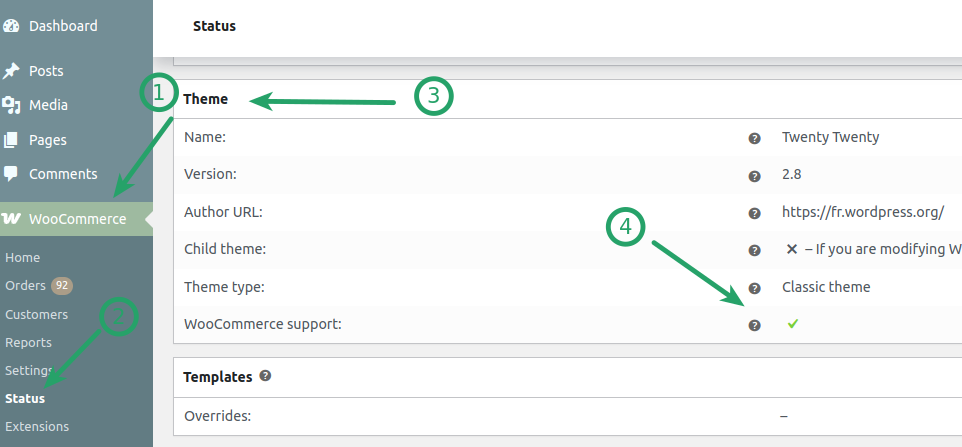 Dashboard
Posts
Media
Pages
Comments
WooCommerce
Home
Orders 92
Customers
Reports
Settings
Status
Extensions
Status
1
2
Theme
3
Name: ? Twenty Twenty
Version: ? 2.8
Author URL: ? https://fr.wordpress.org/
4
Child theme: ? – If you are modifying W
Theme type: ? Classic theme
WooCommerce support: ?
Templates ?
Overrides: –